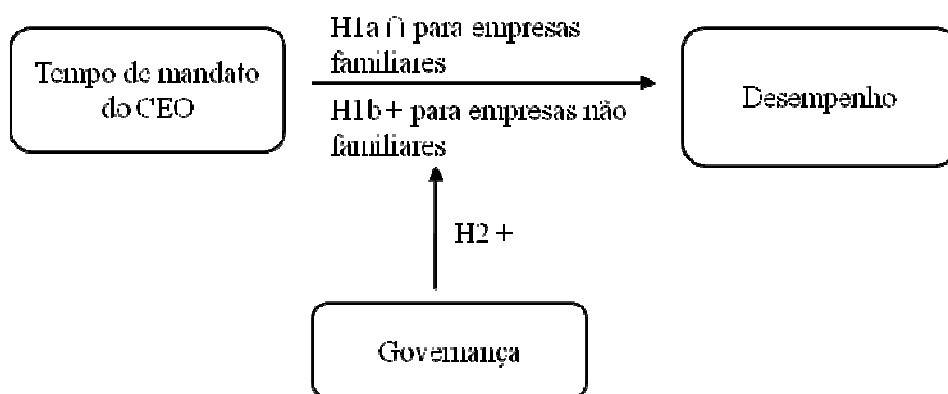 Tempo de mandato
do CEO
H1a ∩ para empresas
familiares
H1b + para empresas não
familiares
Desempenho
H2 +
Governança